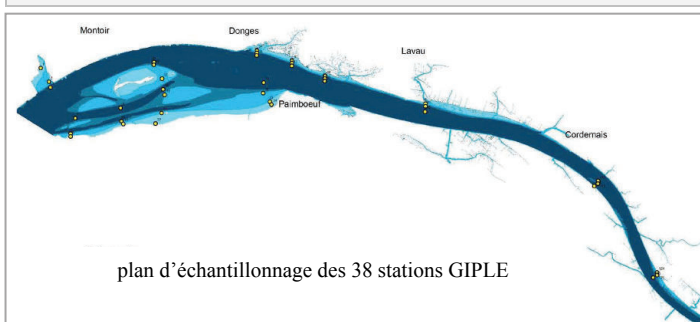 Montoir
Donges
Lavau
Paimboeuf
Cordemais
plan d'échantillonnage des 38 stations GIPLE